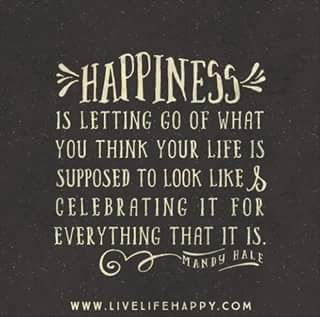 HAPPINESS
IS LETTING GO OF WHAT
YOU THINK YOUR LIFE IS
SUPPOSED TO LOOK LIKE &
CELEBRATING IT FOR
EVERYTHING THAT IT IS.
MANDY HALE
WWW.LIVELIFEHAPPY.COM